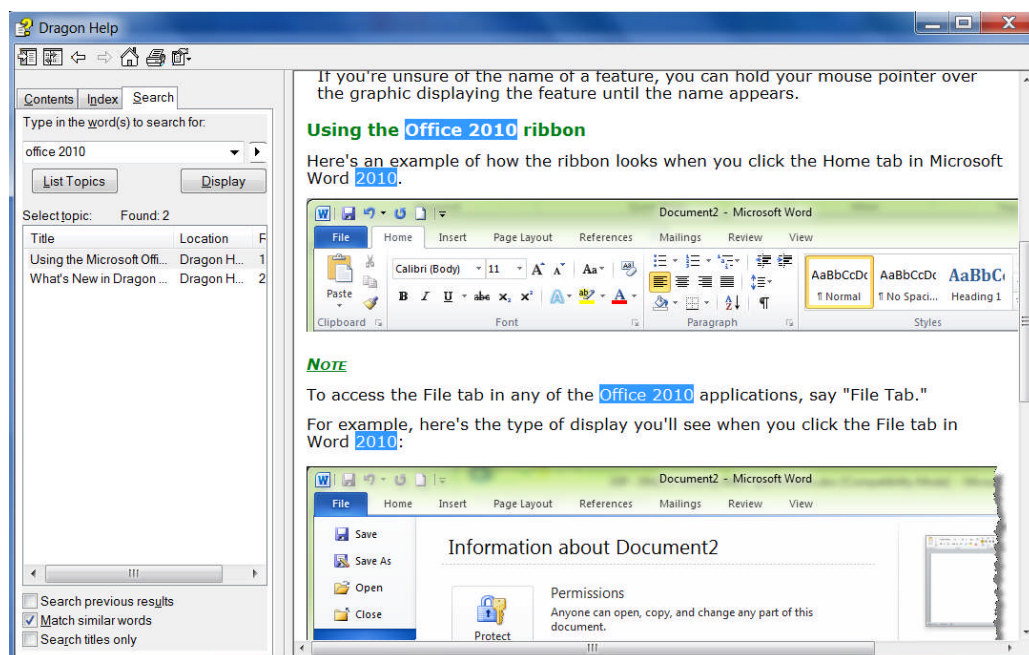 Dragon Help
Contents Index Search
Type in the word(s) to search for:
office 2010
List Topics Display
Select topic: Found: 2
Title Location F
Using the Microsoft Offi... Dragon H... 1
What's New in Dragon ... Dragon H... 2
Search previous results
Match similar words
Search titles only
If you're unsure of the name of a feature, you can hold your mouse pointer over
the graphic displaying the feature until the name appears.
Using the Office 2010 ribbon
Here's an example of how the ribbon looks when you click the Home tab in Microsoft
Word 2010.
Document2 - Microsoft Word
File Home Insert Page Layout References Mailings Review View
Calibri (Body) 11 A A Aa
Paste
B I U abc X₂ X² A ab A
AaBbCcDc AaBbCcDc AaBbC
¶ Normal ¶ No Spaci... Heading 1
Clipboard Font Paragraph Styles
NOTE
To access the File tab in any of the Office 2010 applications, say "File Tab."
For example, here's the type of display you'll see when you click the File tab in
Word 2010:
Document2 - Microsoft Word
File Home Insert Page Layout References Mailings Review View
Save
Save As
Open
Close
Information about Document2
Permissions
Anyone can open, copy, and change any part of this
document.
Protect